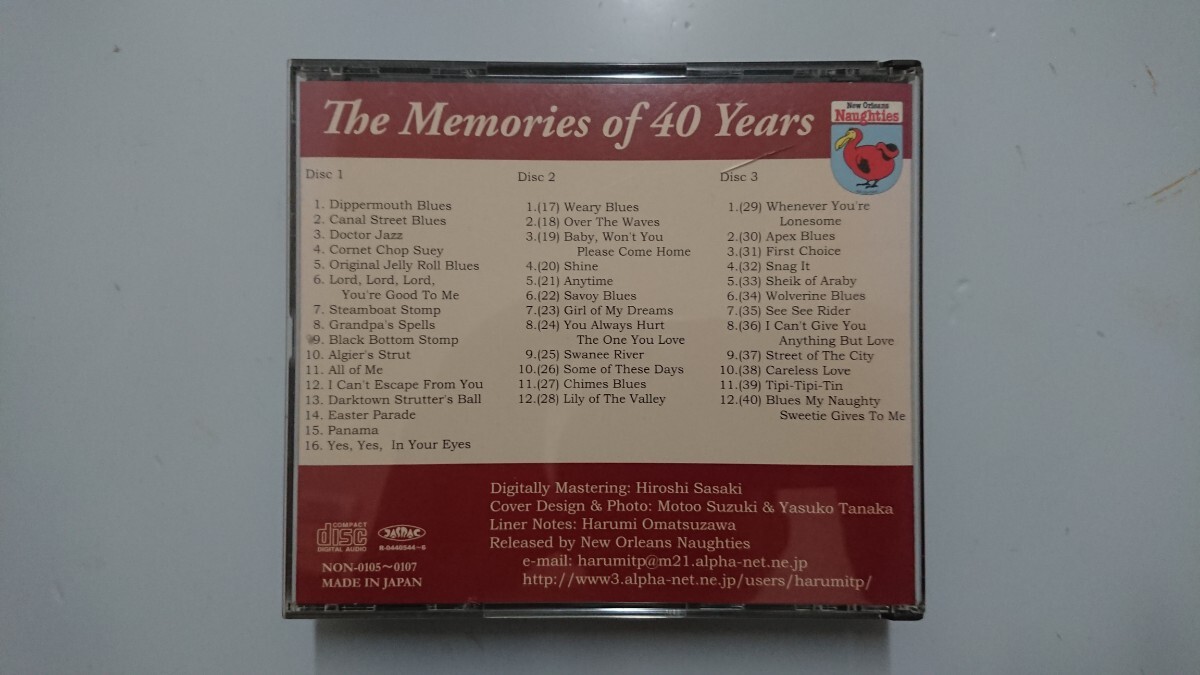 The Memories of 40 Years
New Orleans
Naughties
Disc 1
1. Dippermouth Blues
2. Canal Street Blues
3. Doctor Jazz
4. Cornet Chop Suey
5. Original Jelly Roll Blues
6. Lord, Lord, Lord,
You're Good To Me
7. Steamboat Stomp
8. Grandpa's Spells
9. Black Bottom Stomp
10. Algier's Strut
11. All of Me
12. I Can't Escape From You
13. Darktown Strutter's Ball
14. Easter Parade
15. Panama
16. Yes, Yes, In Your Eyes
Disc 2
1.(17) Weary Blues
2.(18) Over The Waves
3.(19) Baby, Won't You
Please Come Home
4.(20) Shine
5.(21) Anytime
6.(22) Savoy Blues
7.(23) Girl of My Dreams
8.(24) You Always Hurt
The One You Love
9.(25) Swanee River
10.(26) Some of These Days
11.(27) Chimes Blues
12.(28) Lily of The Valley
Disc 3
1.(29) Whenever You're
Lonesome
2.(30) Apex Blues
3.(31) First Choice
4.(32) Snag It
5.(33) Sheik of Araby
6.(34) Wolverine Blues
7.(35) See See Rider
8.(36) I Can't Give You
Anything But Love
9.(37) Street of The City
10.(38) Careless Love
11.(39) Tipi-Tipi-Tin
12.(40) Blues My Naughty
Sweetie Gives To Me
Digitally Mastering: Hiroshi Sasaki
Cover Design & Photo: Motoo Suzuki & Yasuko Tanaka
Liner Notes: Harumi Omatsuzawa
Released by New Orleans Naughties
e-mail: harumitp@m21.alpha-net.ne.jp
http://www3.alpha-net.ne.jp/users/harumitp/
COMPACT
disc
DIGITAL AUDIO
JASRAC
R-0440544-S
NON-0105〜0107
MADE IN JAPAN